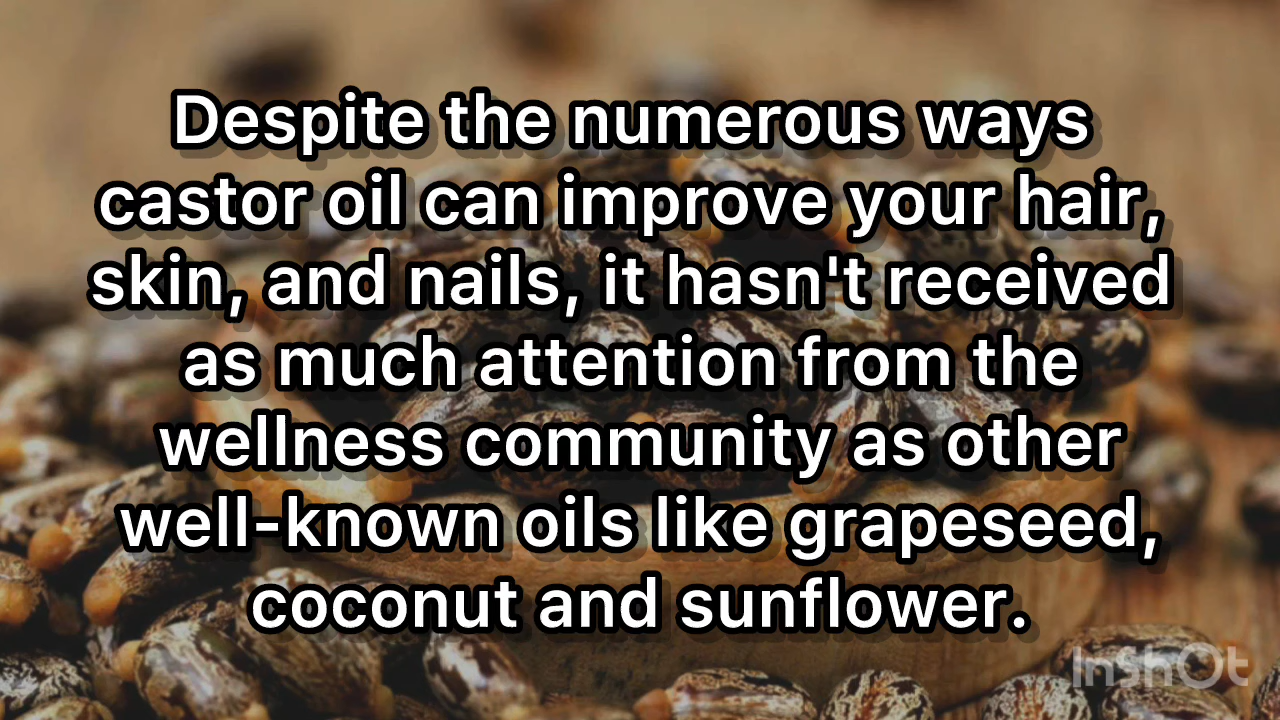 Despite the numerous ways
castor oil can improve your hair,
skin, and nails, it hasn't received
as much attention from the
wellness community as other
well-known oils like grapeseed,
coconut and sunflower.
InShOt